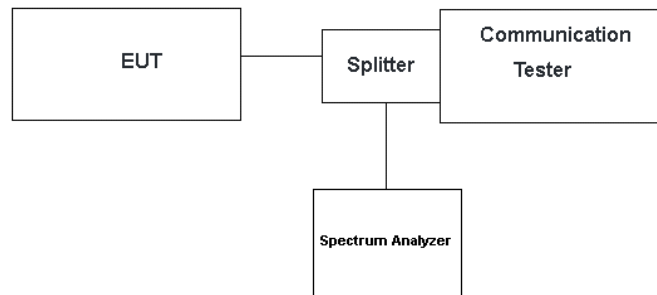 EUT
Splitter
Communication
Tester
Spectrum Analyzer